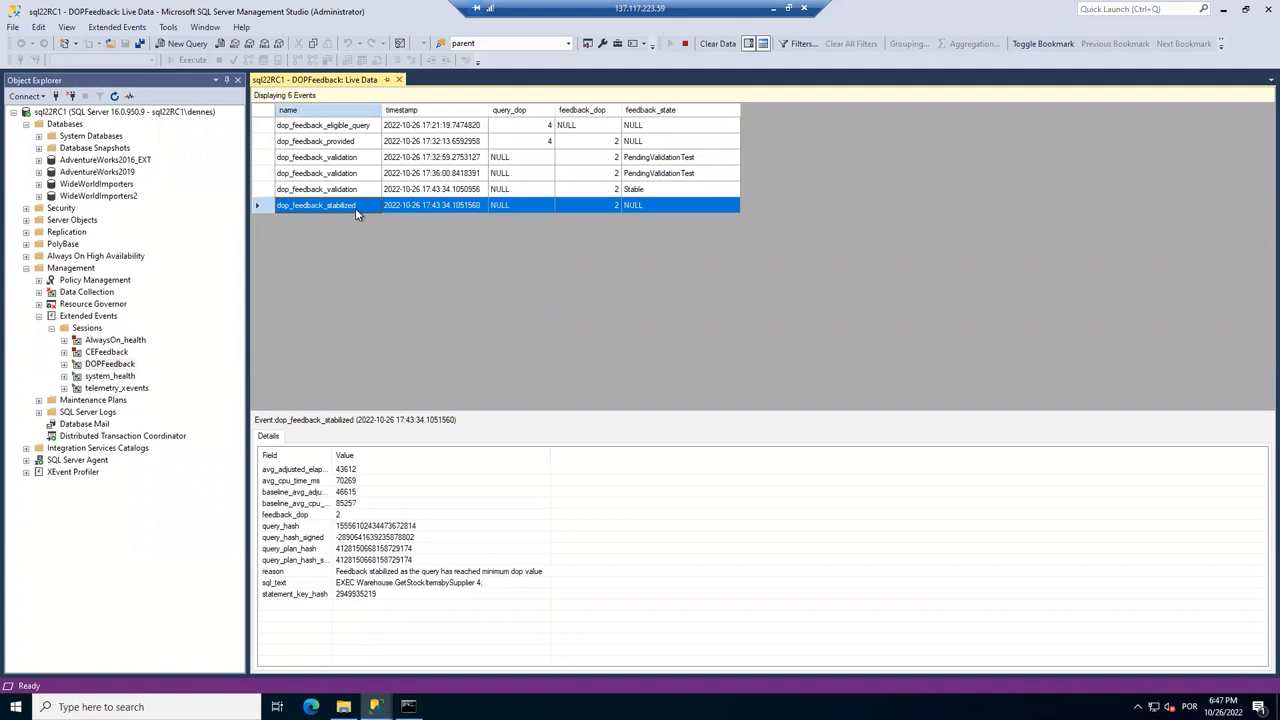 sql22RC1 - DOPFeedback: Live Data - Microsoft SQL Server Management Studio (Administrator)
137.117.223.59
Quick Launch (Ctrl+Q)
File
Edit
View
Extended Events
Tools
Window
Help
New Query
parent
Clear Data
Filters...
Clear All Filters
Grouping...
Aggregation...
Toggle Bookmark
Previous Bookmark
Next Bookmark
Execute
Object Explorer
Connect
sql22RC1 (SQL Server 16.0.950.9 - sql22RC1\dennes)
Databases
System Databases
Database Snapshots
AdventureWorks2016_EXT
AdventureWorks2019
WideWorldImporters
WideWorldImporters2
Security
Server Objects
Replication
PolyBase
Always On High Availability
Management
Policy Management
Data Collection
Resource Governor
Extended Events
Sessions
AlwaysOn_health
CEFeedback
DOPFeedback
system_health
telemetry_xevents
Maintenance Plans
SQL Server Logs
Database Mail
Distributed Transaction Coordinator
Integration Services Catalogs
SQL Server Agent
XEvent Profiler
sql22RC1 - DOPFeedback: Live Data
Displaying 6 Events
name timestamp query_dop feedback_dop feedback_state
dop_feedback_eligible_query 2022-10-26 17:21:19.7474820 4 NULL NULL
dop_feedback_provided 2022-10-26 17:32:13.6592958 4 2 NULL
dop_feedback_validation 2022-10-26 17:32:59.2753127 NULL 2 PendingValidationTest
dop_feedback_validation 2022-10-26 17:36:00.8418391 NULL 2 PendingValidationTest
dop_feedback_validation 2022-10-26 17:43:34.1050956 NULL 2 Stable
dop_feedback_stabilized 2022-10-26 17:43:34.1051560 NULL 2 NULL
Event:dop_feedback_stabilized (2022-10-26 17:43:34.1051560)
Details
Field Value
avg_adjusted_elap... 43612
avg_cpu_time_ms 70269
baseline_avg_adju... 46615
baseline_avg_cpu_... 85257
feedback_dop 2
query_hash 15556102434473672814
query_hash_signed -2890641639235878802
query_plan_hash 4128150668158729174
query_plan_hash_s... 4128150668158729174
reason Feedback stabilized as the query has reached minimum dop value
sql_text EXEC Warehouse.GetStockItemsbySupplier 4;
statement_key_hash 2949935219
Ready
Type here to search
POR
6:47 PM
10/26/2022
1